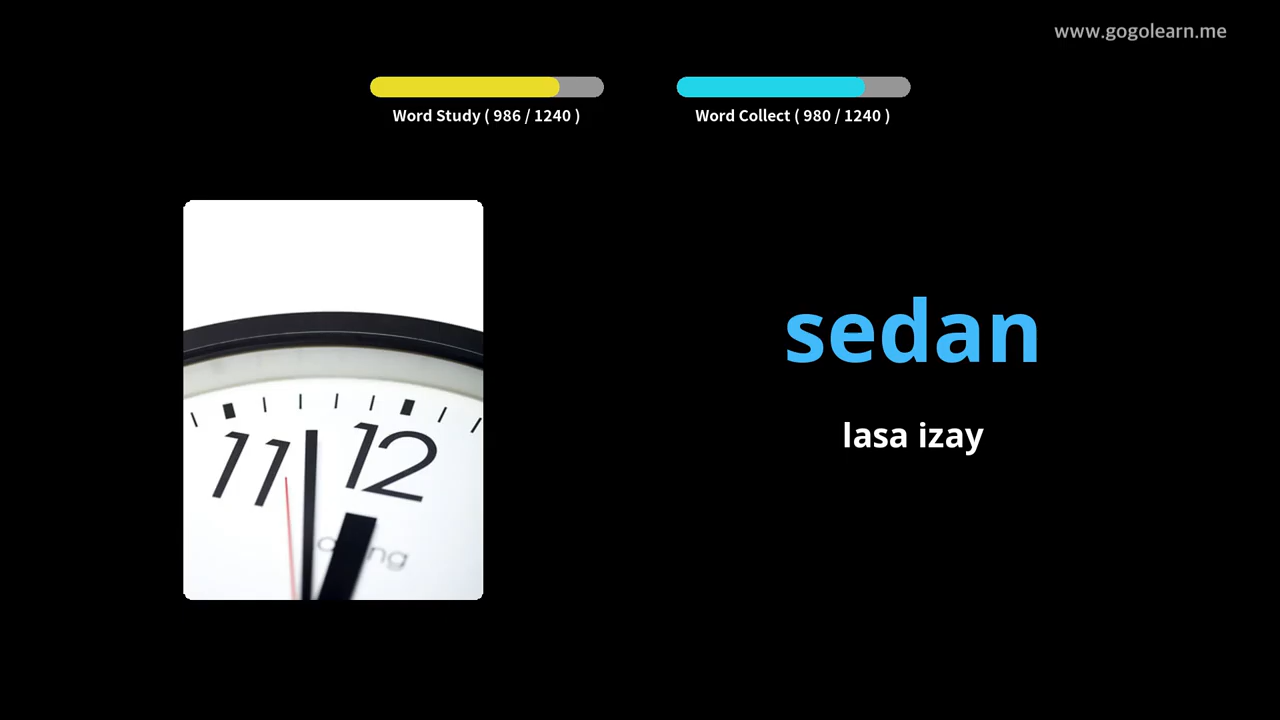 www.gogolearn.me
Word Study ( 986 / 1240 )
Word Collect ( 980 / 1240 )
sedan
lasa izay
11
12